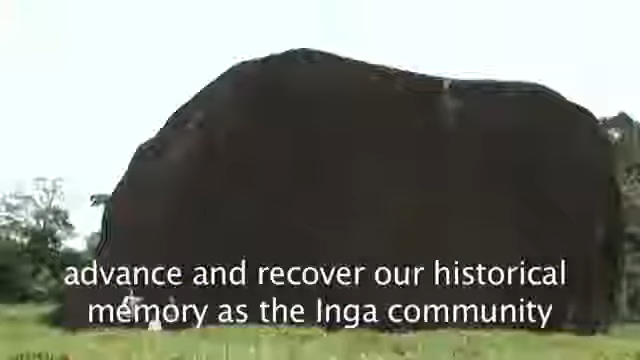 advance and recover our historical
memory as the Inga community